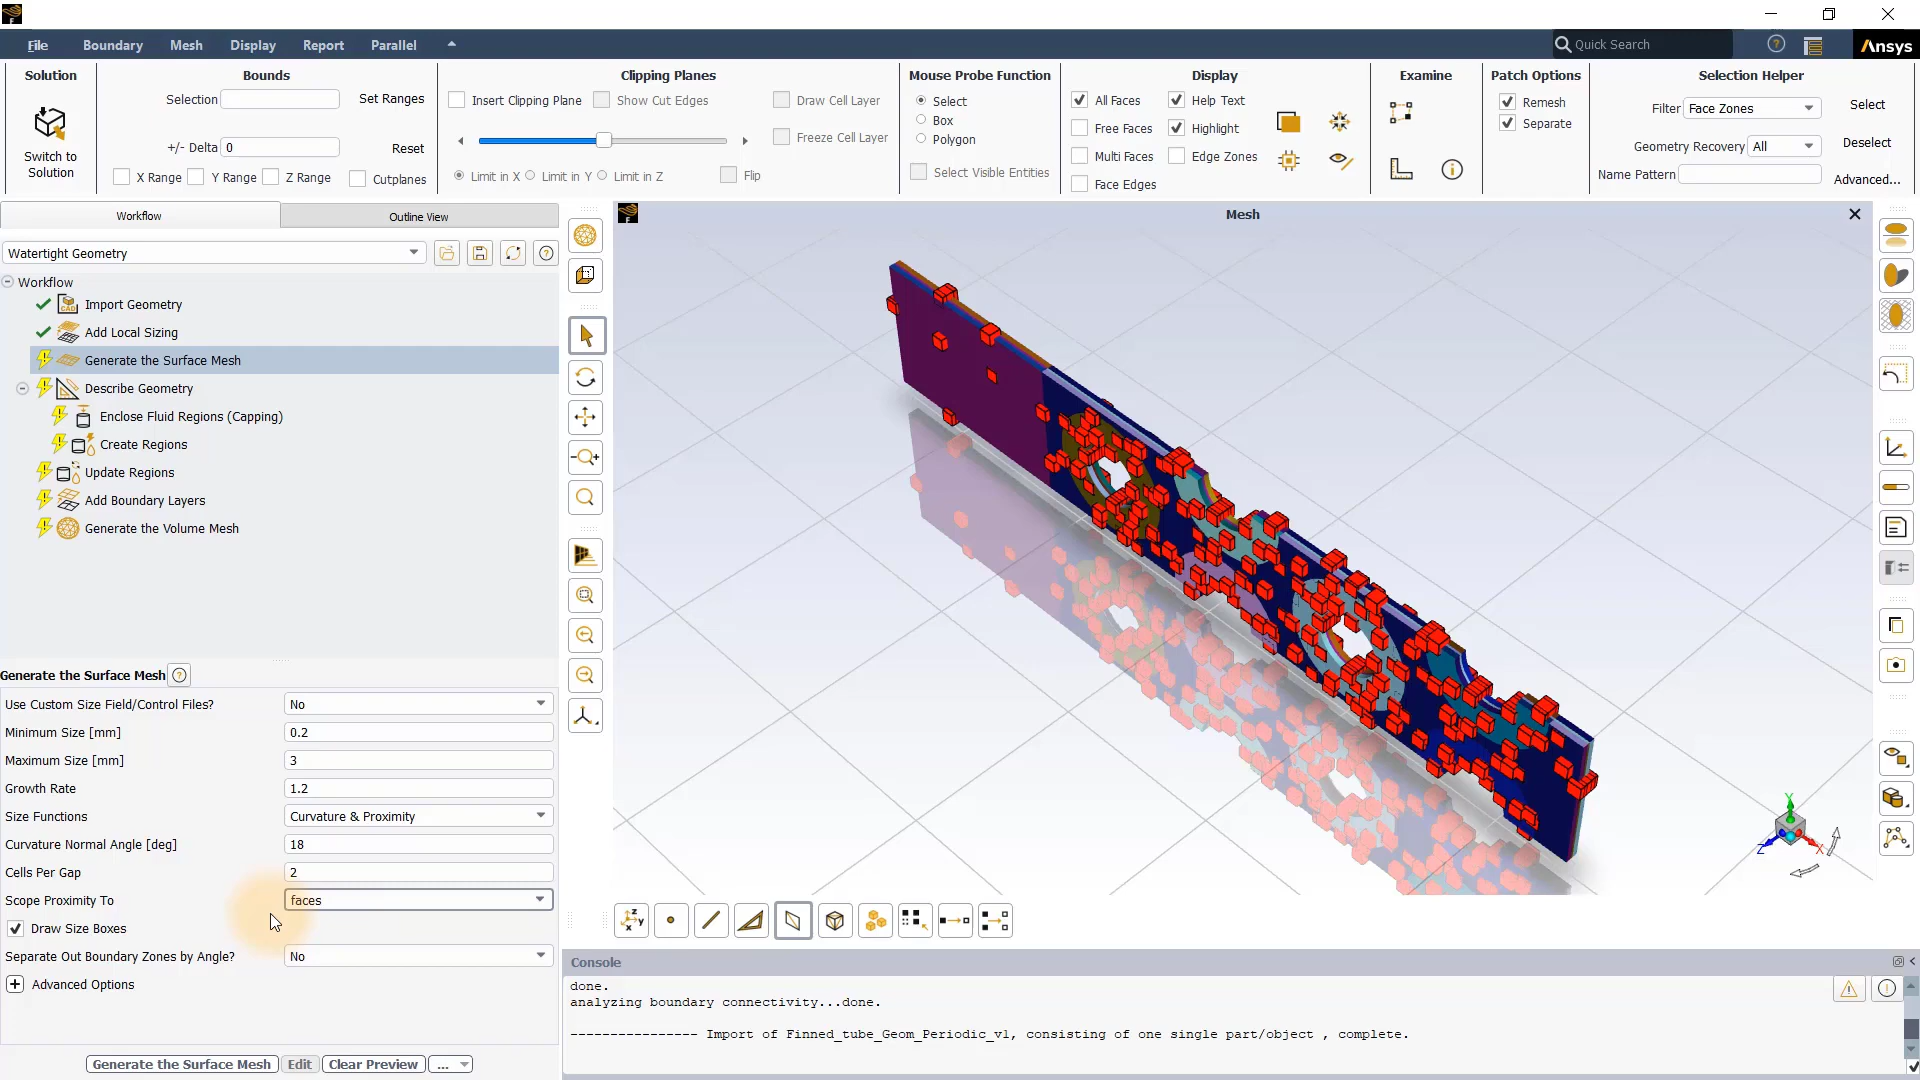 File
Boundary
Mesh
Display
Report
Parallel
Quick Search
Ansys
Solution
Switch to
Solution
Bounds
Selection
Set Ranges
+/- Delta 0
Reset
X Range
Y Range
Z Range
Cutplanes
Clipping Planes
Insert Clipping Plane
Show Cut Edges
Draw Cell Layer
Freeze Cell Layer
Limit in X
Limit in Y
Limit in Z
Flip
Mouse Probe Function
Select
Box
Polygon
Select Visible Entities
Display
All Faces
Help Text
Free Faces
Highlight
Multi Faces
Edge Zones
Face Edges
Examine
Patch Options
Remesh
Separate
Selection Helper
Filter Face Zones
Select
Geometry Recovery All
Deselect
Name Pattern
Advanced...
Workflow
Outline View
Watertight Geometry
Workflow
Import Geometry
Add Local Sizing
Generate the Surface Mesh
Describe Geometry
Enclose Fluid Regions (Capping)
Create Regions
Update Regions
Add Boundary Layers
Generate the Volume Mesh
Generate the Surface Mesh
Use Custom Size Field/Control Files? No
Minimum Size [mm] 0.2
Maximum Size [mm] 3
Growth Rate 1.2
Size Functions Curvature & Proximity
Curvature Normal Angle [deg] 18
Cells Per Gap 2
Scope Proximity To faces
Draw Size Boxes
Separate Out Boundary Zones by Angle? No
Advanced Options
Generate the Surface Mesh
Edit
Clear Preview
...
Mesh
Y
Z
X
Console
done.
analyzing boundary connectivity...done.
---------------- Import of Finned_tube_Geom_Periodic_v1, consisting of one single part/object , complete.